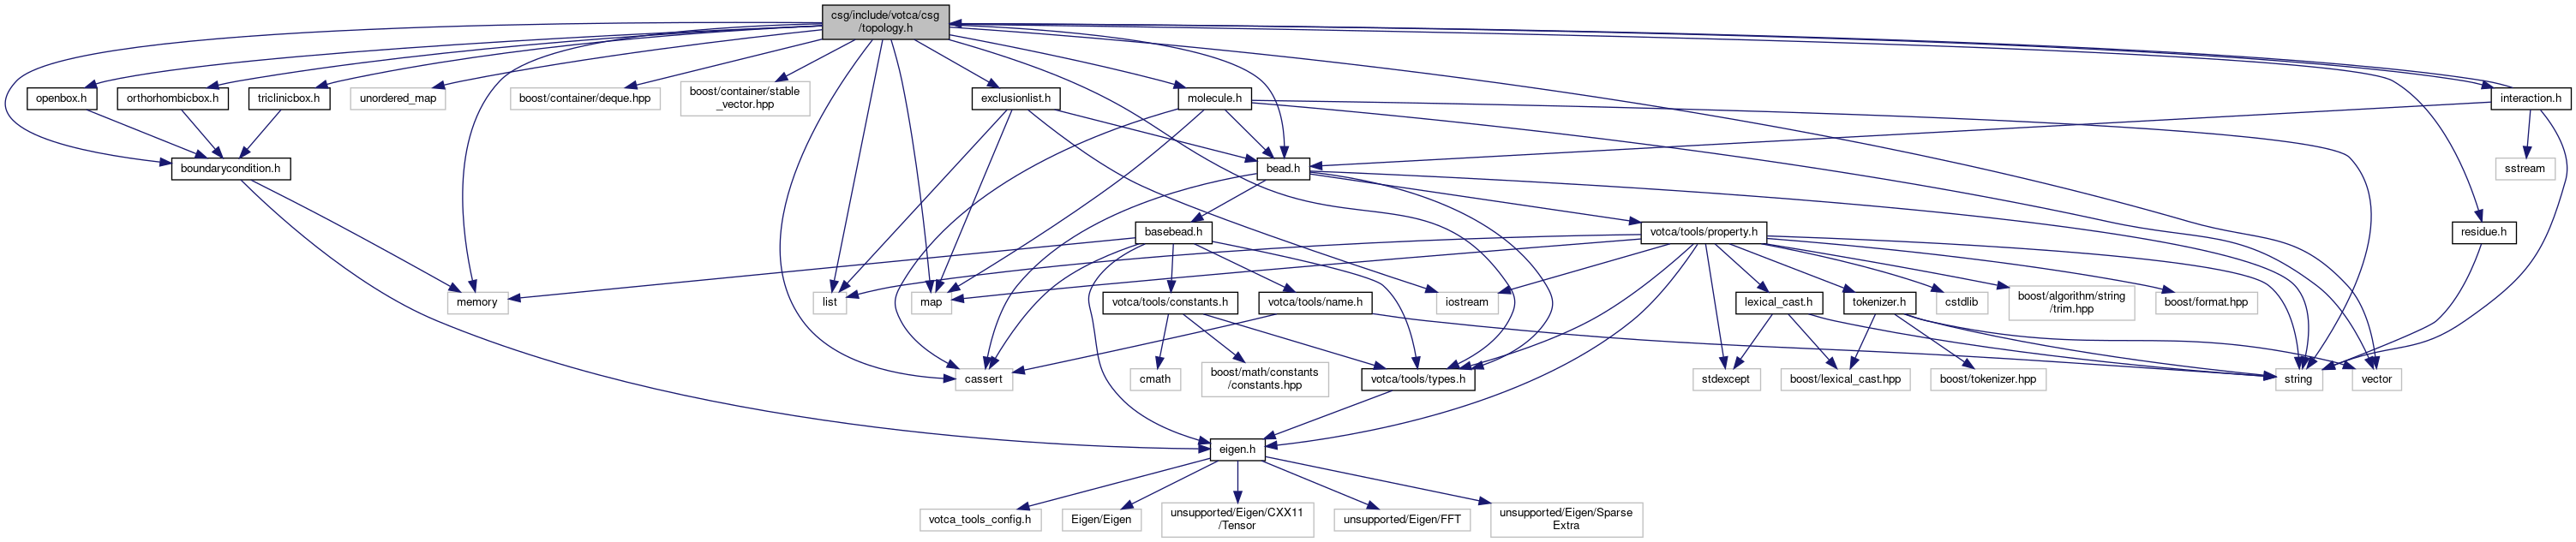 csg/include/votca/csg
/topology.h
openbox.h
orthorhombicbox.h
triclinicbox.h
unordered_map
boost/container/deque.hpp
boost/container/stable
_vector.hpp
exclusionlist.h
molecule.h
interaction.h
boundarycondition.h
bead.h
sstream
basebead.h
votca/tools/property.h
residue.h
memory
list
map
votca/tools/constants.h
votca/tools/name.h
iostream
lexical_cast.h
tokenizer.h
cstdlib
boost/algorithm/string
/trim.hpp
boost/format.hpp
cassert
cmath
boost/math/constants
/constants.hpp
votca/tools/types.h
stdexcept
boost/lexical_cast.hpp
boost/tokenizer.hpp
string
vector
eigen.h
votca_tools_config.h
Eigen/Eigen
unsupported/Eigen/CXX11
/Tensor
unsupported/Eigen/FFT
unsupported/Eigen/Sparse
Extra